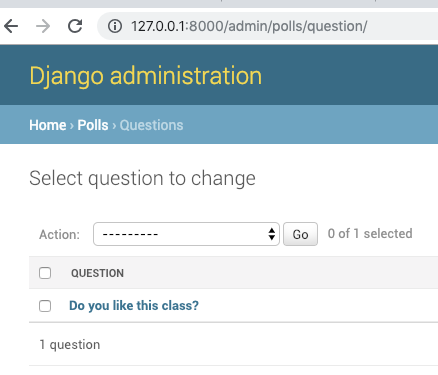 127.0.0.1:8000/admin/polls/question/
Django administration
Home › Polls › Questions
Select question to change
Action: --------- Go 0 of 1 selected
QUESTION
Do you like this class?
1 question